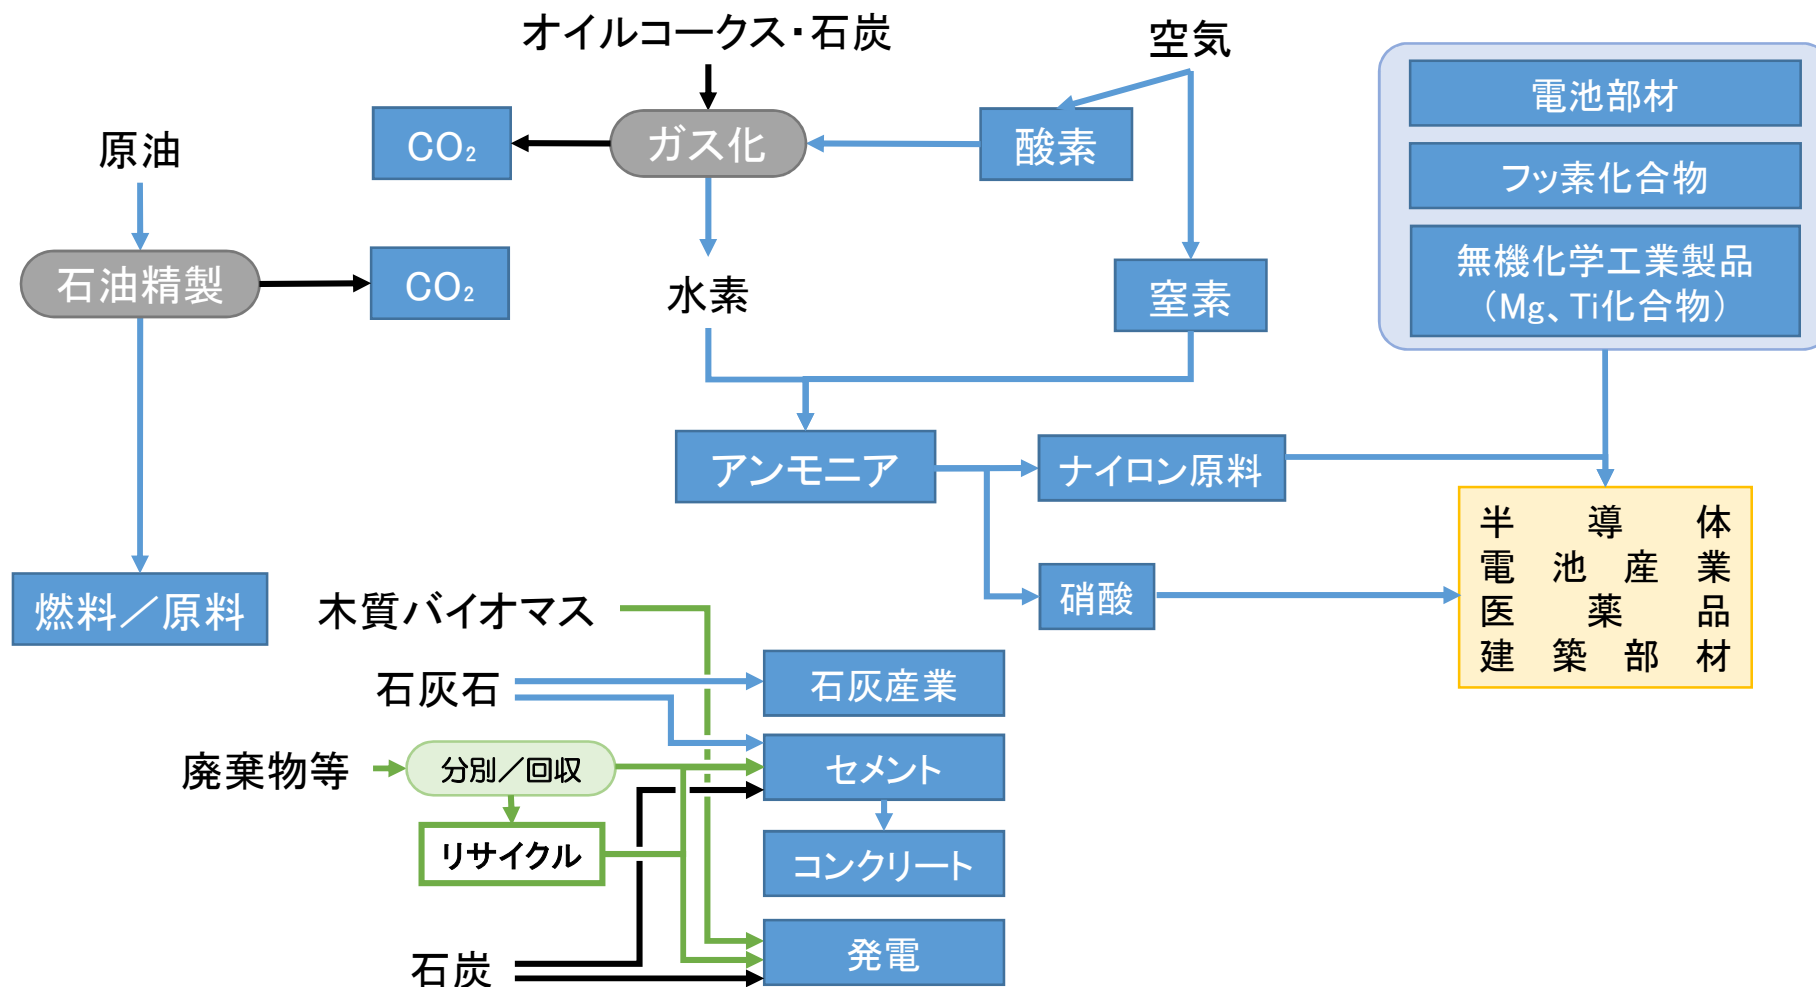 オイルコークス・石炭
空気
原油
CO₂
ガス化
酸素
電池部材
フッ素化合物
無機化学工業製品
(Mg、Ti化合物)
石油精製
CO₂
水素
窒素
アンモニア
ナイロン原料
半導体
電池産業
医薬品
建築部材
燃料／原料
木質バイオマス
硝酸
石灰石
石灰産業
廃棄物等
分別／回収
セメント
リサイクル
コンクリート
石炭
発電